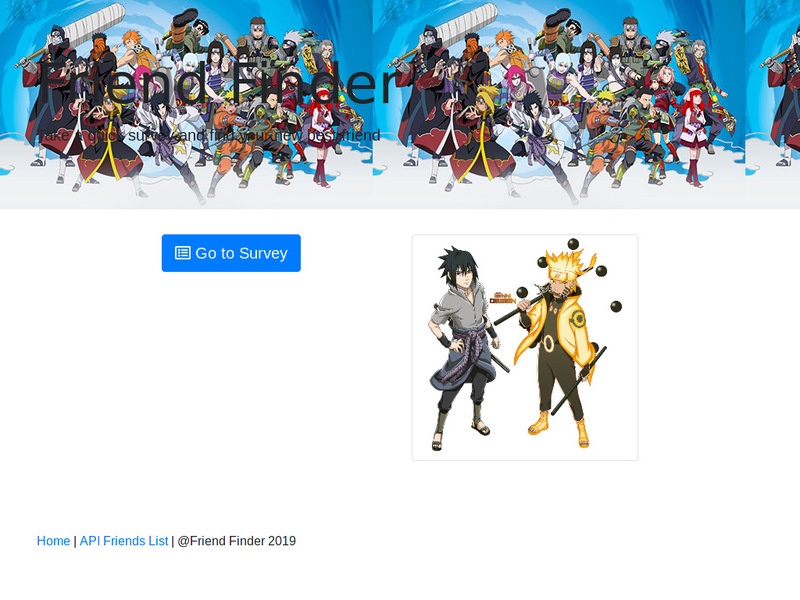 Friend Finder
Take a quick survey and find your new best friend
Go to Survey
Home | API Friends List | @Friend Finder 2019